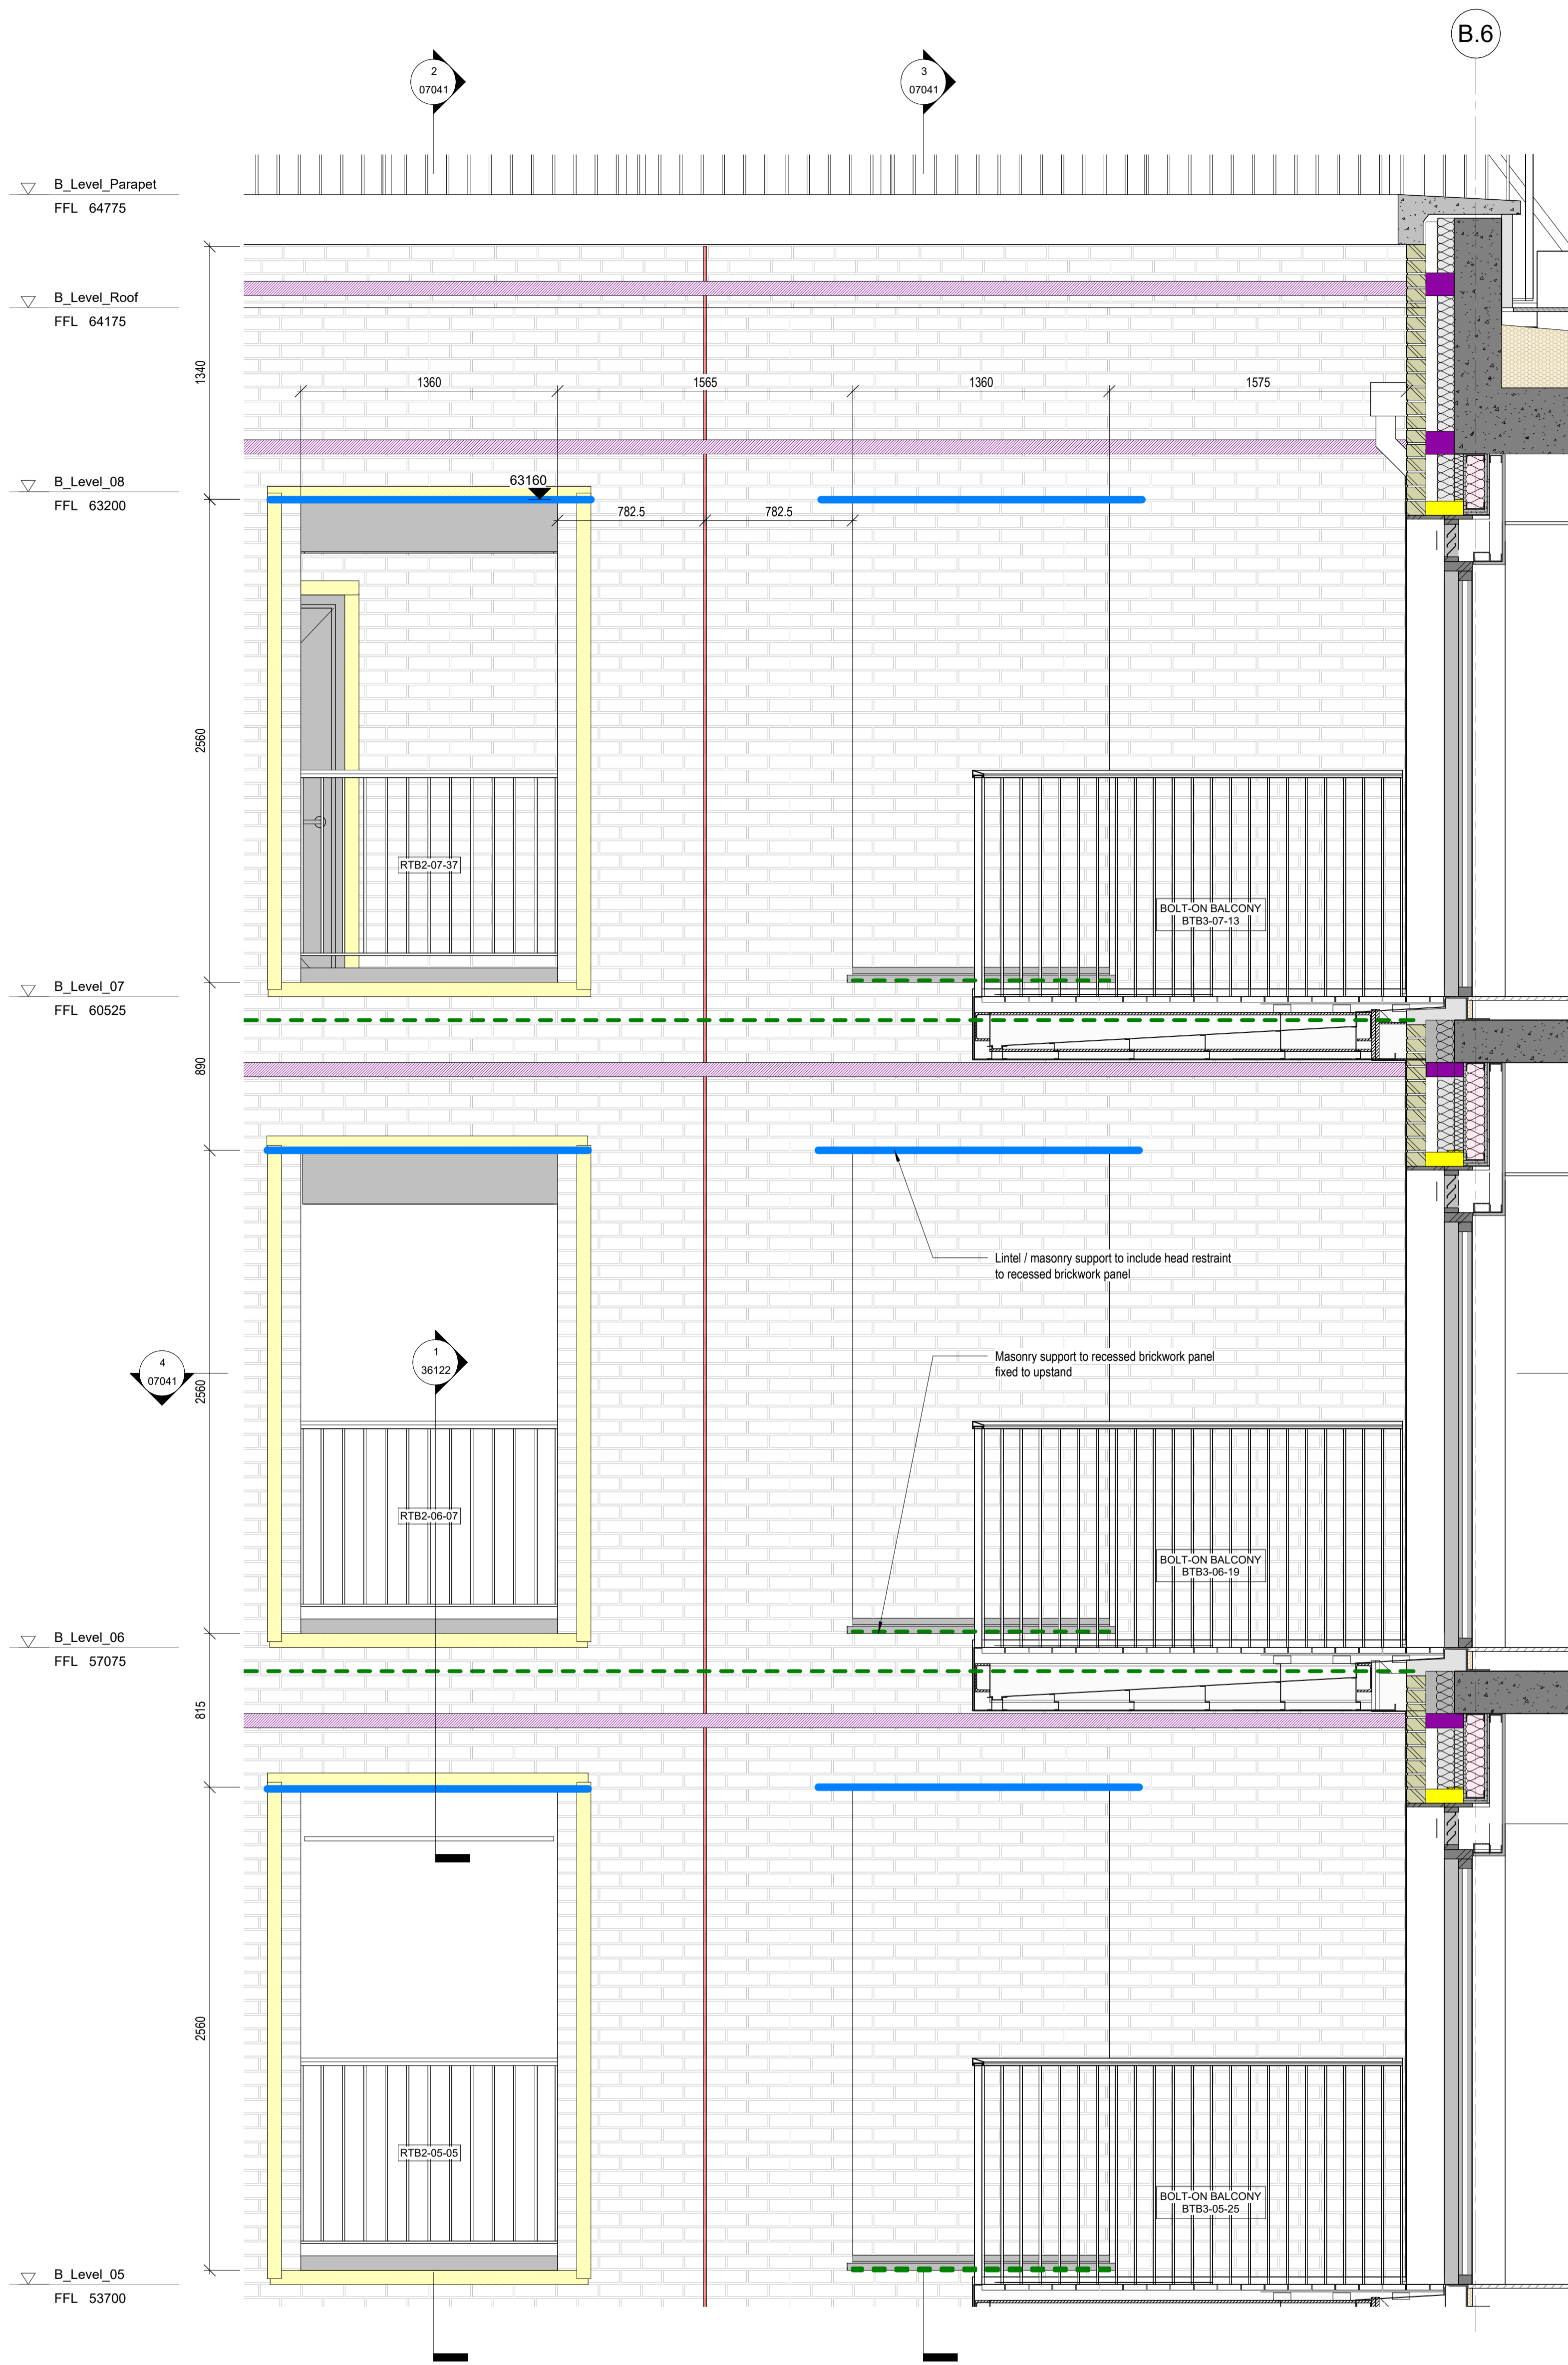 B.6
2
07041
3
07041
B_Level_Parapet
FFL 64775
B_Level_Roof
FFL 64175
1340
1360
1565
1360
1575
B_Level_08
FFL 63200
63160
782.5
782.5
2560
RTB2-07-37
BOLT-ON BALCONY
BTB3-07-13
B_Level_07
FFL 60525
890
Lintel / masonry support to include head restraint
to recessed brickwork panel
1
36122
Masonry support to recessed brickwork panel
fixed to upstand
4
07041
2560
RTB2-06-07
BOLT-ON BALCONY
BTB3-06-19
B_Level_06
FFL 57075
815
2560
RTB2-05-05
BOLT-ON BALCONY
BTB3-05-25
B_Level_05
FFL 53700